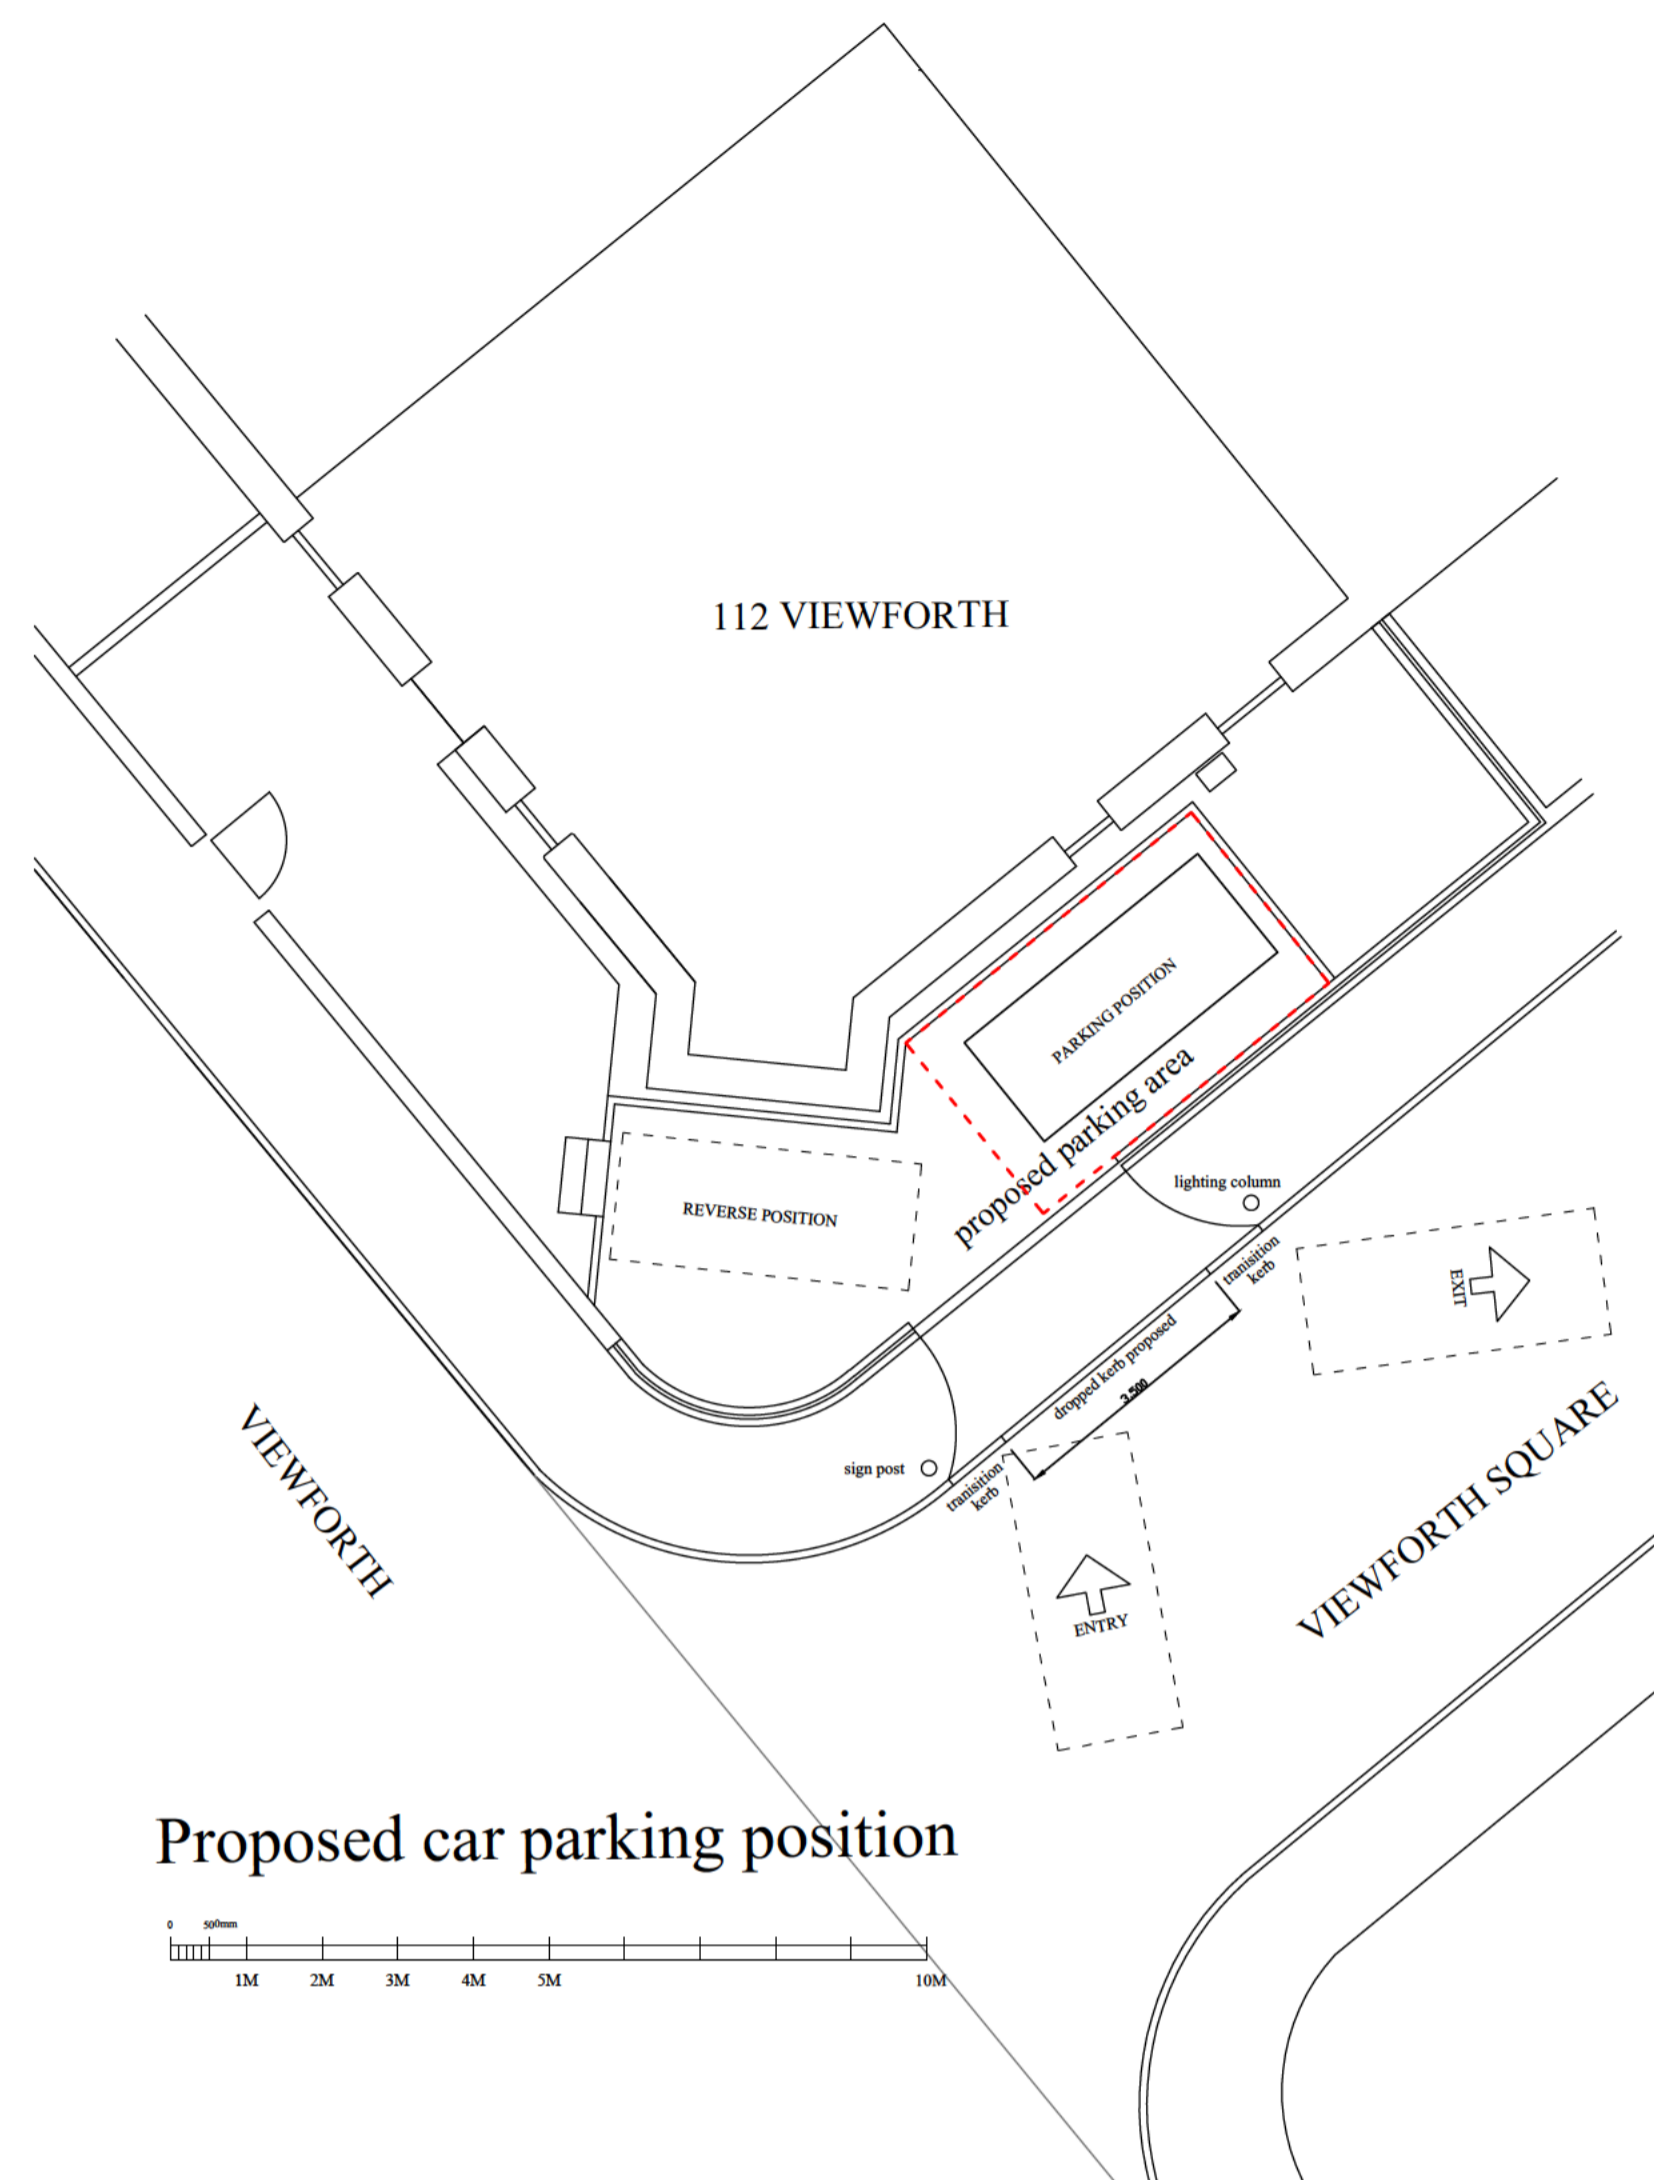 112 VIEWFORTH
PARKING POSITION
proposed parking area
REVERSE POSITION
lighting column
tranisition
kerb
EXIT
dropped kerb proposed
3.500
sign post
tranisition
kerb
ENTRY
VIEWFORTH
VIEWFORTH SQUARE
Proposed car parking position
0 500mm
1M 2M 3M 4M 5M 10M